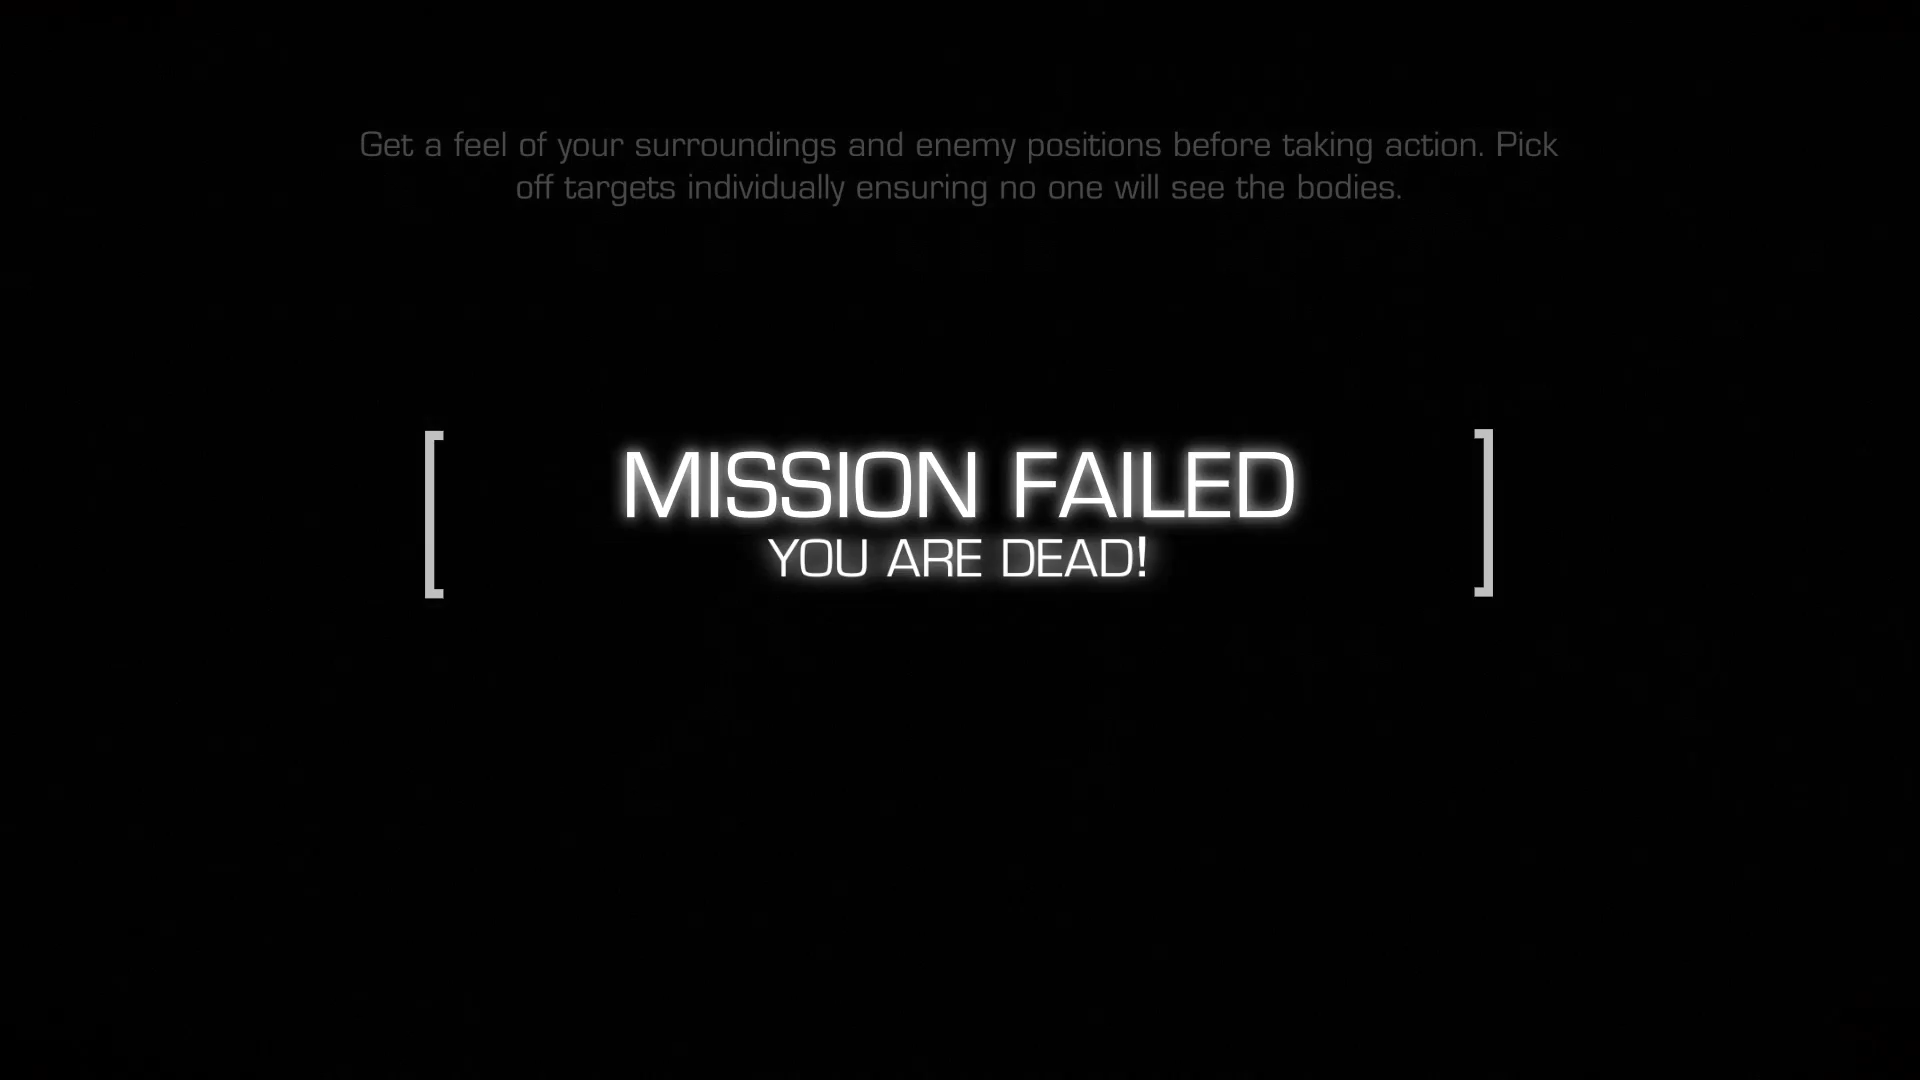 Get a feel of your surroundings and enemy positions before taking action. Pick
off targets individually ensuring no one will see the bodies.
[ MISSION FAILED ]
YOU ARE DEAD!